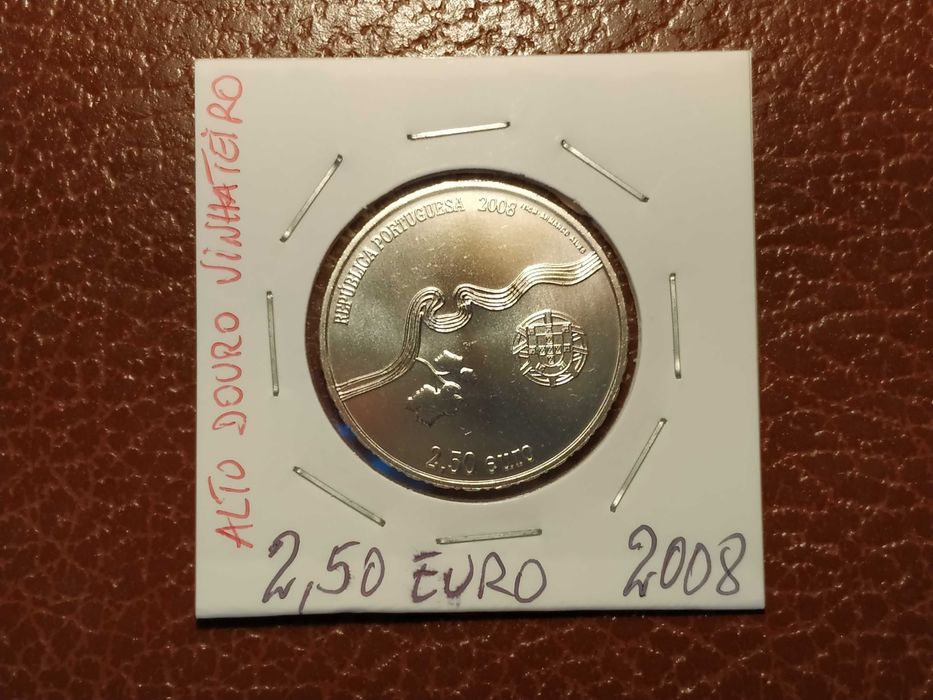 ALTO DOURO VINHATEIRO
REPÚBLICA PORTUGUESA 2008
2,50 euro
2,50 EURO 2008